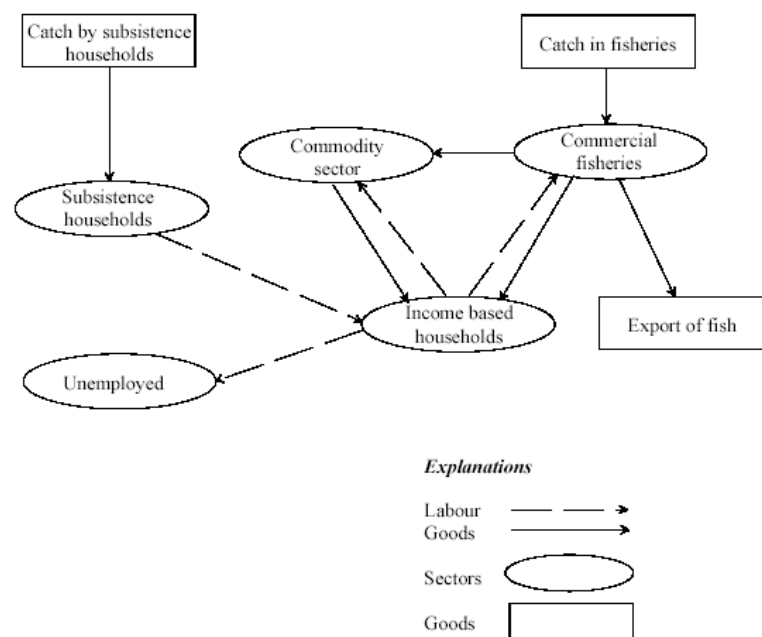 Catch by subsistence
households
Catch in fisheries
Commodity
sector
Commercial
fisheries
Subsistence
households
Income based
households
Export of fish
Unemployed
Explanations
Labour
Goods
Sectors
Goods